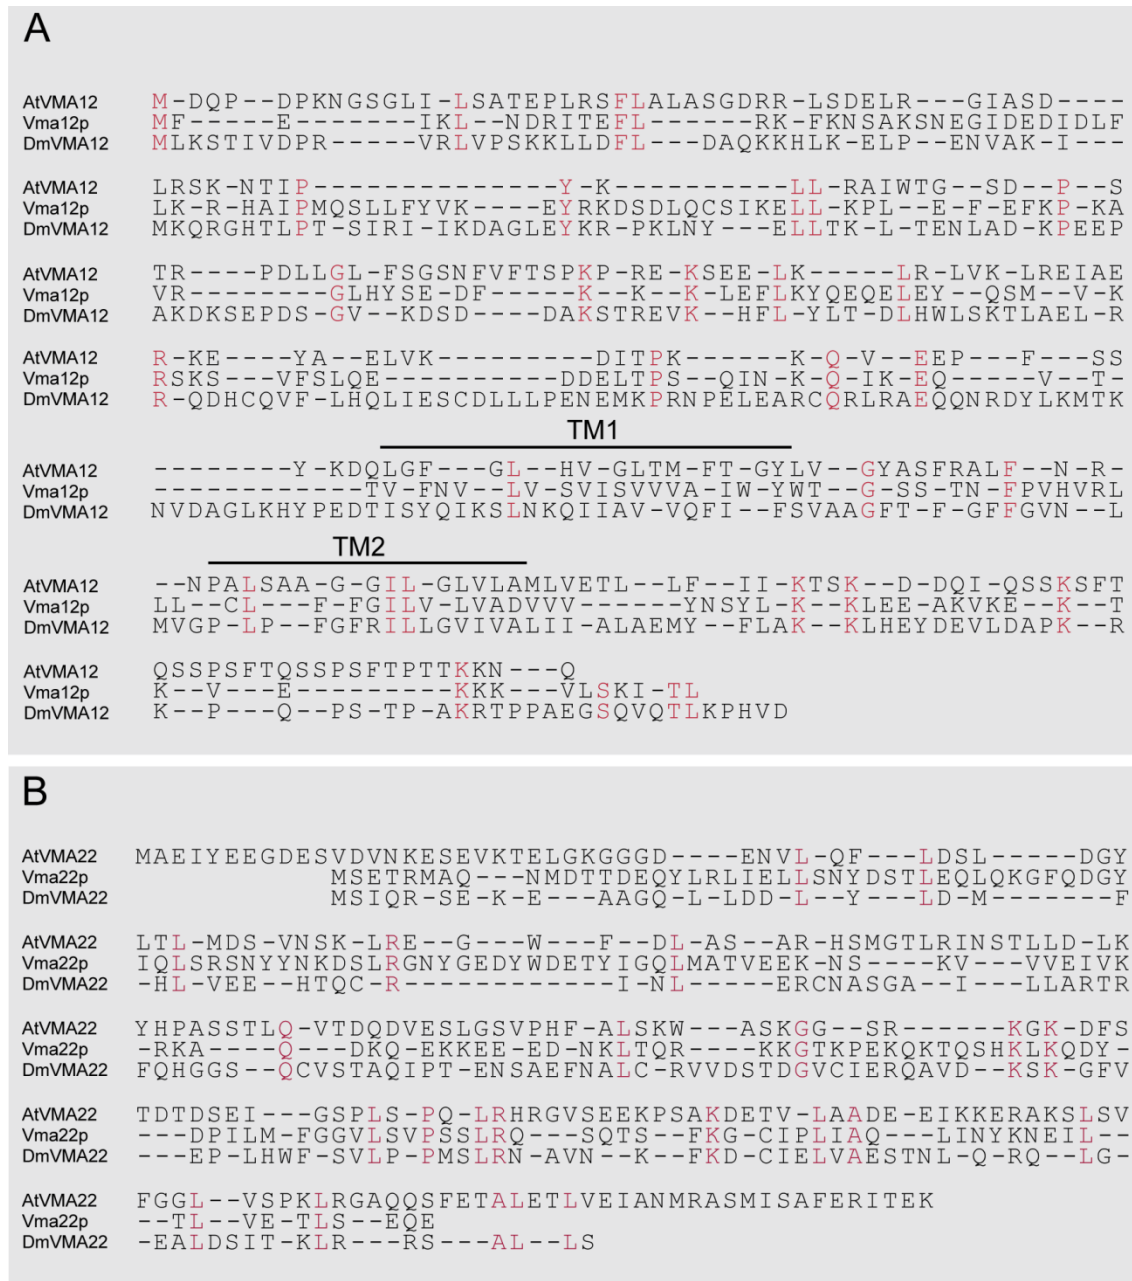 A
AtVMA12 M-DQP--DPKNGSGLI-LSATEPLRSFLALASGDRR-LSDELR---GIASD----
Vma12p MF----E-------IKL--NDRITEFL------RK-FKNSAKSNEGIDEDIDLF
DmVMA12 MLKSTIVDPR-----VRLVPSKKLLDFL---DAQKKHLK-ELP--ENVAK-I---
AtVMA12 LRSK-NTIP--------------Y-K----------LL-RAIWTG--SD--P--S
Vma12p LK-R-HAIPMQSLLFYVK----EYRKDSDLQCSIKELL-KPL--E-F-EFKP-KA
DmVMA12 MKQRGHTLPT-SIRI-IKDAGLEYKR-PKLNY---ELLTK-L-TENLAD-KPEEP
AtVMA12 TR----PDLLGL-FSGSNFVFTSPKP-RE-KSEE-LK-----LR-LVK-LREIAE
Vma12p VR--------GLHYSE-DF-----K--K--K--LEFLKYQEQELEY--QSM--V-K
DmVMA12 AKDKSEPDS-GV--KDSD---DAKSTREVK--HFL-YLT-DLHWLSKTLAEL-R
AtVMA12 R-KE----YA--ELVK---------DITPK------K-Q-V--EEP---F---SS
Vma12p RSKS---VFSLQE----------DDELTPS--QIN-K-Q-IK-EQ-----V--T-
DmVMA12 R-QDHCQVF-LHQLIESCDLLLPENEMKPRNPELEARCQRLRAEQQNRDYLKMTK
TM1
AtVMA12 --------Y-KDQLGF---GL--HV-GLTM-FT-GYLV--GYASFRALF--N-R-
Vma12p ------------TV-FNV--LV-SVISVVVA-IW-YWT--G-SS-TN-FPVHVRL
DmVMA12 NVDAGLKHYPEDTISYQIKSLNKQIIAV-VQFI--FSVAAGFT-F-GFFGVN--L
TM2
AtVMA12 --NPALSAA-G-GIL-GLVLAMLVETL--LF--II-KTSK-D-DQI-QSSKSFT
Vma12p LL--CL---F-FGILV-LVADVVV------YNSYL-K--KLEE-AKVKE--K--T
DmVMA12 MVGP-LP--FGFRILLGVIVALII-ALAEMY--FLAK--KLHEYDEVLDAPK--R
AtVMA12 QSSPSFTQSSPSFTPTTKKN---Q
Vma12p K--V---E---------KKK---VLSKI-TL
DmVMA12 K--P---Q--PS-TP-AKRTPPAEGSQVQTLKPHVD
B
AtVMA22 MAEIYEEGDESVDVNKESEVKTELGKGGGGD----ENVL-QF---LDSL-----DGY
Vma22p MSETRMAQ---NMDTTDEQYLRLIELLSNYDSTLEQLQKGFQDGY
DmVMA22 MSIQR-SE-K-E---AAGQ-L-LDD-L--Y---LD-M-------F
AtVMA22 LTL-MDS-VNSK-LRE--G---W---F--DL-AS--AR-HSMGTLRINSTLLD-LK
Vma22p IQLSRSNYYNKDSLRGNYGEDYWDETYIGQLMATVEEK-NS---KV---VVEIVK
DmVMA22 -HL-VEE--HTQC-R------------I-NL------ERCNASGA--I---LLARTR
AtVMA22 YHPASSTLQ-VTDQDVESLGSVPHF-ALSKW---ASKGG--SR------KGK-DFS
Vma22p -RKA----Q---DKQ-EKKEE-ED-NKLTQR----KKGTKPEKQKTQSHKLKQDY-
DmVMA22 FQHGGS--QCVSTAQIPT-ENSAEFNALC-RVVDSTDGVCIERQAVD--KSK-GFV
AtVMA22 TDTDSEI---GSPLS-PQ-LRHRGVSEEKPSAKDETV-LAADE-EIKKERAKSLSV
Vma22p ---DPILM-FGGVLSVPSSLRQ---SQTS--FKG-CIPLIAQ---LINYKNEIL--
DmVMA22 ---EP-LHWF-SVLP-PMSLRN-AVN--K--FKD-CIELVAESTNL-Q-RQ--LG-
AtVMA22 FGGL--VSPKLRGAQQSFETALETLVEIANMRASMISAFERITEK
Vma22p --TL--VE-TLS--EQE
DmVMA22 -EALDSIT-KLR---RS---AL--LS